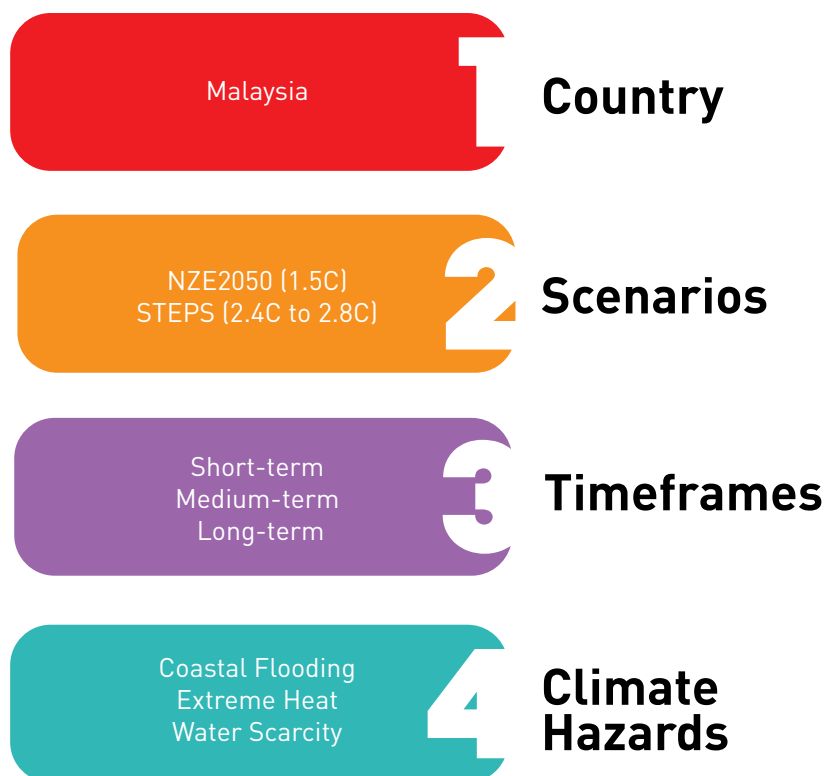 Malaysia
1
Country
NZE2050 (1.5C)
STEPS (2.4C to 2.8C)
2
Scenarios
Short-term
Medium-term
Long-term
3
Timeframes
Coastal Flooding
Extreme Heat
Water Scarcity
4
Climate
Hazards